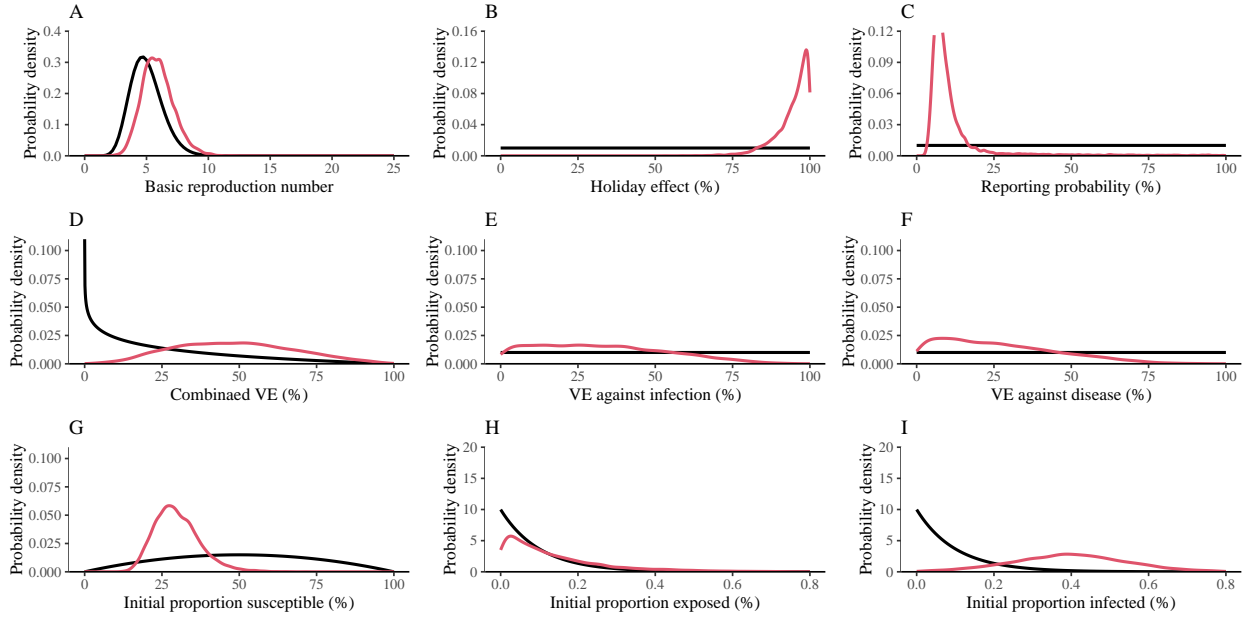 A
Probability density
0.4
0.3
0.2
0.1
0.0
0 5 10 15 20 25
Basic reproduction number
B
Probability density
0.16
0.12
0.08
0.04
0.00
0 25 50 75 100
Holiday effect (%)
C
Probability density
0.12
0.09
0.06
0.03
0.00
0 25 50 75 100
Reporting probability (%)
D
Probability density
0.100
0.075
0.050
0.025
0.000
0 25 50 75 100
Combinaed VE (%)
E
Probability density
0.100
0.075
0.050
0.025
0.000
0 25 50 75 100
VE against infection (%)
F
Probability density
0.100
0.075
0.050
0.025
0.000
0 25 50 75 100
VE against disease (%)
G
Probability density
0.100
0.075
0.050
0.025
0.000
0 25 50 75 100
Initial proportion susceptible (%)
H
Probability density
20
15
10
5
0
0.0 0.2 0.4 0.6 0.8
Initial proportion exposed (%)
I
Probability density
20
15
10
5
0
0.0 0.2 0.4 0.6 0.8
Initial proportion infected (%)